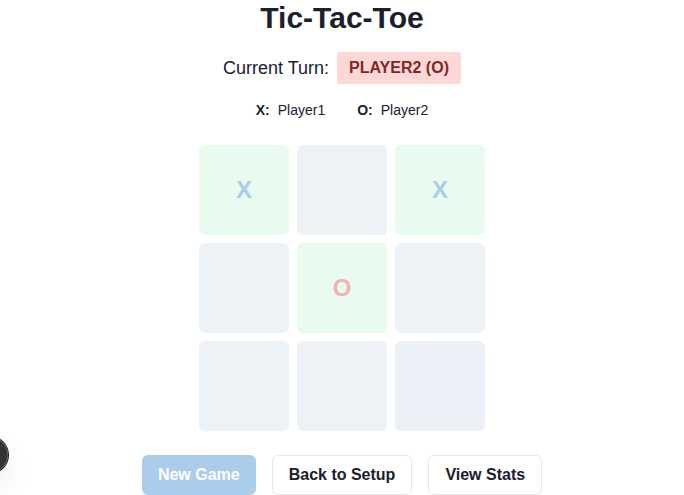 Tic-Tac-Toe
Current Turn: PLAYER2 (O)
X: Player1 O: Player2
X X
O
New Game Back to Setup View Stats